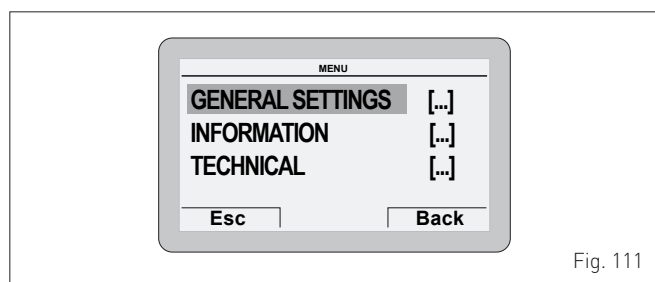 MENU
GENERAL SETTINGS [...]
INFORMATION [...]
TECHNICAL [...]
Esc Back
Fig. 111